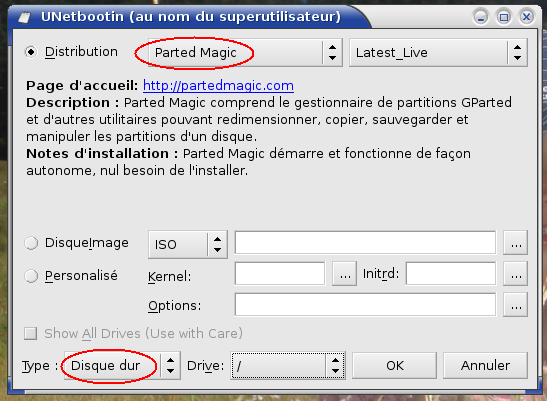 UNetbootin (au nom du superutilisateur)
Distribution Parted Magic Latest_Live
Page d'accueil: http://partedmagic.com
Description : Parted Magic comprend le gestionnaire de partitions GParted
et d'autres utilitaires pouvant redimensionner, copier, sauvegarder et
manipuler les partitions d'un disque.
Notes d'installation : Parted Magic démarre et fonctionne de façon
autonome, nul besoin de l'installer.
DisqueImage ISO ...
Personalisé Kernel: ... Initrd: ...
Options: ...
Show All Drives (Use with Care)
Type : Disque dur Drive: / OK Annuler